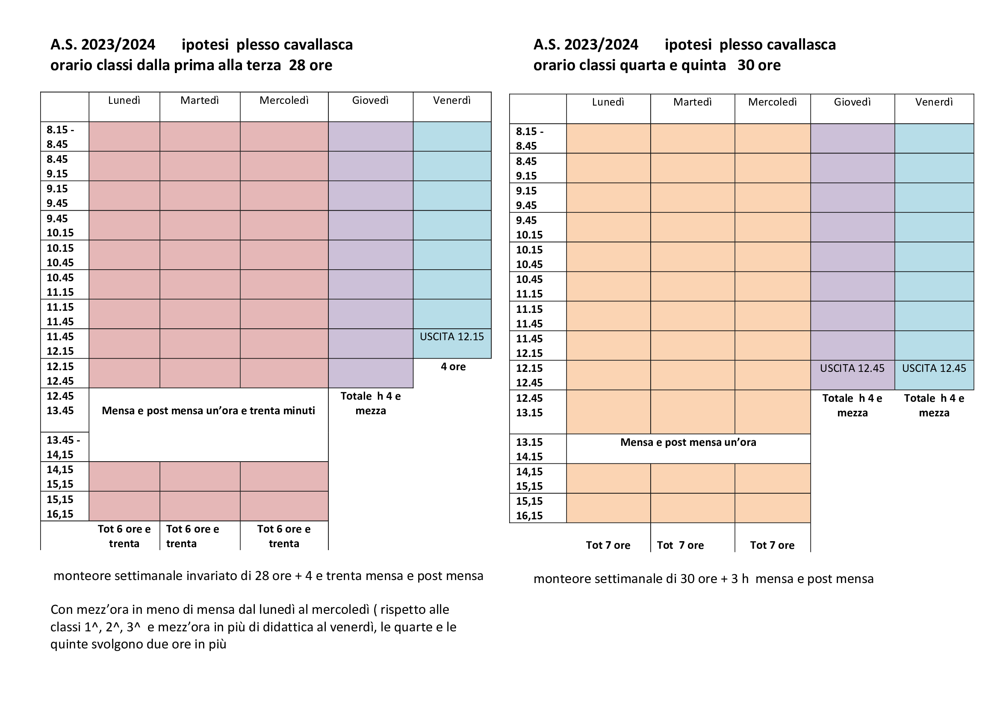 A.S. 2023/2024 ipotesi plesso cavallasca
orario classi dalla prima alla terza 28 ore
Lunedì Martedì Mercoledì Giovedì Venerdì
8.15 -
8.45
8.45
9.15
9.15
9.45
9.45
10.15
10.15
10.45
10.45
11.15
11.15
11.45
11.45 USCITA 12.15
12.15
12.15 4 ore
12.45
12.45 Totale h 4 e
13.45 Mensa e post mensa un’ora e trenta minuti mezza
13.45 -
14,15
14,15
15,15
15,15
16,15
Tot 6 ore e Tot 6 ore e Tot 6 ore e
trenta trenta trenta
monteore settimanale invariato di 28 ore + 4 e trenta mensa e post mensa
Con mezz’ora in meno di mensa dal lunedì al mercoledì ( rispetto alle
classi 1^, 2^, 3^ e mezz’ora in più di didattica al venerdì, le quarte e le
quinte svolgono due ore in più
A.S. 2023/2024 ipotesi plesso cavallasca
orario classi quarta e quinta 30 ore
Lunedì Martedì Mercoledì Giovedì Venerdì
8.15 -
8.45
8.45
9.15
9.15
9.45
9.45
10.15
10.15
10.45
10.45
11.15
11.15
11.45
11.45
12.15
12.15 USCITA 12.45 USCITA 12.45
12.45
12.45 Totale h 4 e Totale h 4 e
13.15 mezza mezza
13.15 Mensa e post mensa un’ora
14.15
14,15
15,15
15,15
16,15
Tot 7 ore Tot 7 ore Tot 7 ore
monteore settimanale di 30 ore + 3 h mensa e post mensa